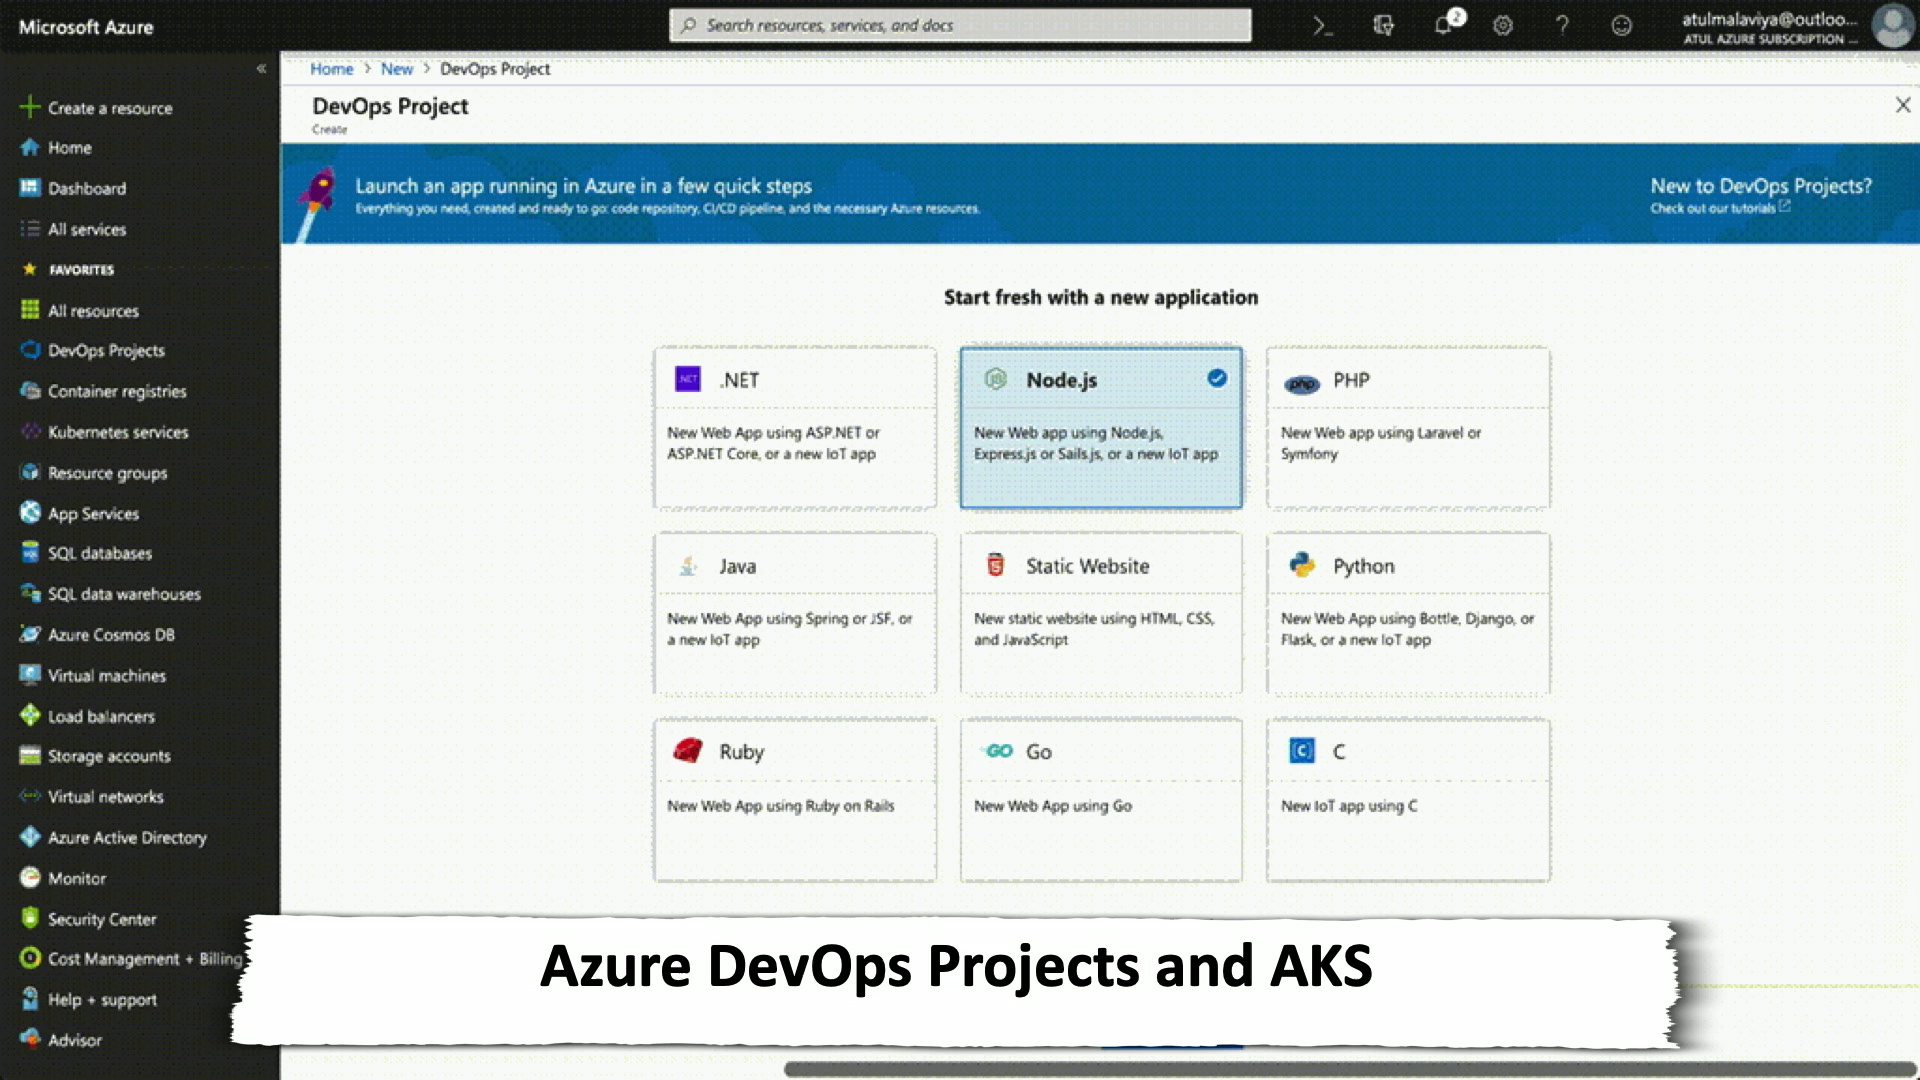 Microsoft Azure
Search resources, services, and docs
2
atulmalaviya@outloo...
ATUL AZURE SUBSCRIPTION ...
Create a resource
Home
Dashboard
All services
FAVORITES
All resources
DevOps Projects
Container registries
Kubernetes services
Resource groups
App Services
SQL databases
SQL data warehouses
Azure Cosmos DB
Virtual machines
Load balancers
Storage accounts
Virtual networks
Azure Active Directory
Monitor
Security Center
Cost Management + Billing
Help + support
Advisor
Home > New > DevOps Project
DevOps Project
Create
Launch an app running in Azure in a few quick steps
Everything you need, created and ready to go: code repository, CI/CD pipeline, and the necessary Azure resources.
New to DevOps Projects?
Check out our tutorials
Start fresh with a new application
.NET
.NET
New Web App using ASP.NET or
ASP.NET Core, or a new IoT app
Node.js
New Web app using Node.js,
Express.js or Sails.js, or a new IoT app
php
PHP
New Web app using Laravel or
Symfony
Java
New Web App using Spring or JSF, or
a new IoT app
Static Website
New static website using HTML, CSS,
and JavaScript
Python
New Web App using Bottle, Django, or
Flask, or a new IoT app
Ruby
New Web App using Ruby on Rails
GO
Go
New Web App using Go
C
C
New IoT app using C
Azure DevOps Projects and AKS